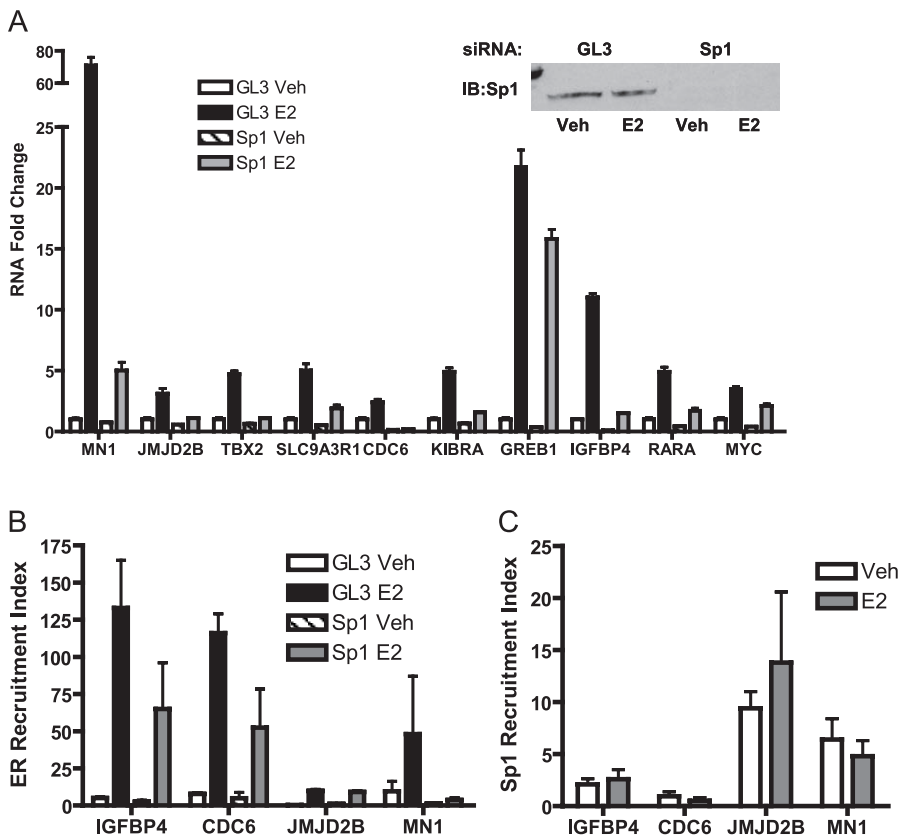 A
siRNA: GL3 Sp1
IB:Sp1
Veh E2 Veh E2
GL3 Veh
GL3 E2
Sp1 Veh
Sp1 E2
RNA Fold Change
80
60
25
20
15
10
5
0
MN1 JMJD2B TBX2 SLC9A3R1 CDC6 KIBRA GREB1 IGFBP4 RARA MYC
B
ER Recruitment Index
175
150
125
100
75
50
25
0
GL3 Veh
GL3 E2
Sp1 Veh
Sp1 E2
IGFBP4 CDC6 JMJD2B MN1
C
Sp1 Recruitment Index
25
20
15
10
5
0
Veh
E2
IGFBP4 CDC6 JMJD2B MN1